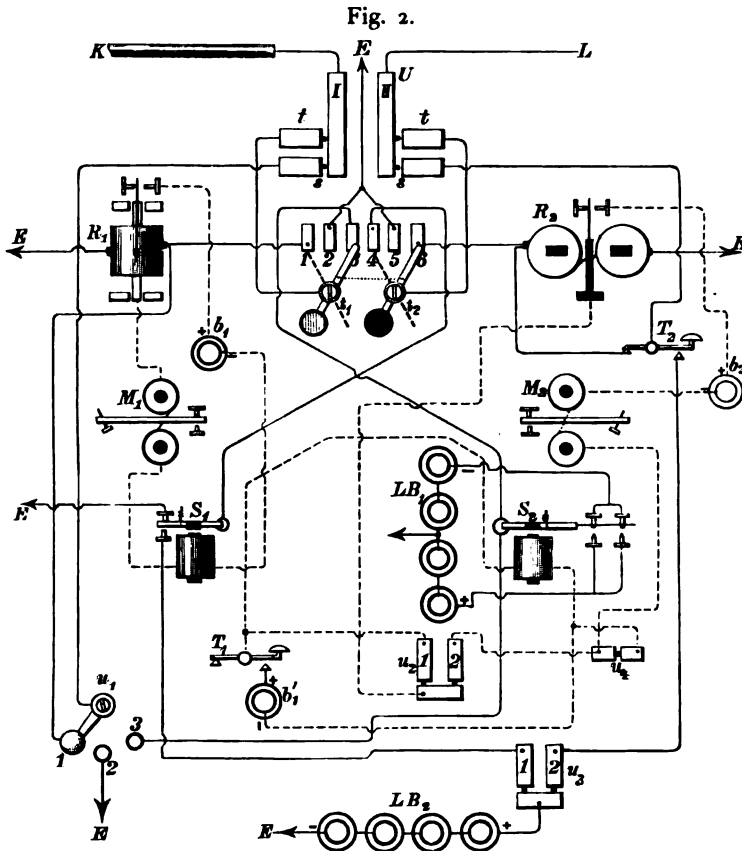 Fig. 2.
K E L
I II U
t t
s s
R₁ R₂
E E
1 2 3 4 5 6
t₁ t₂
+ b₁ -
T₂
+ b₂ -
M₁ M₂
LB₁ -
E S₁ S₂
+
T₁ u₂ 1 2 u₄
+ b₁' -
u₁
1 2 3
1 2 u₃
E
LB₂
E - +